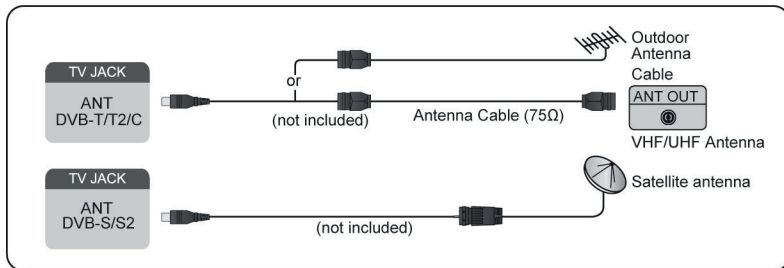 TV JACK
ANT
DVB-T/T2/C
or
(not included)
Antenna Cable (75Ω)
Outdoor
Antenna
Cable
ANT OUT
VHF/UHF Antenna
TV JACK
ANT
DVB-S/S2
(not included)
Satellite antenna